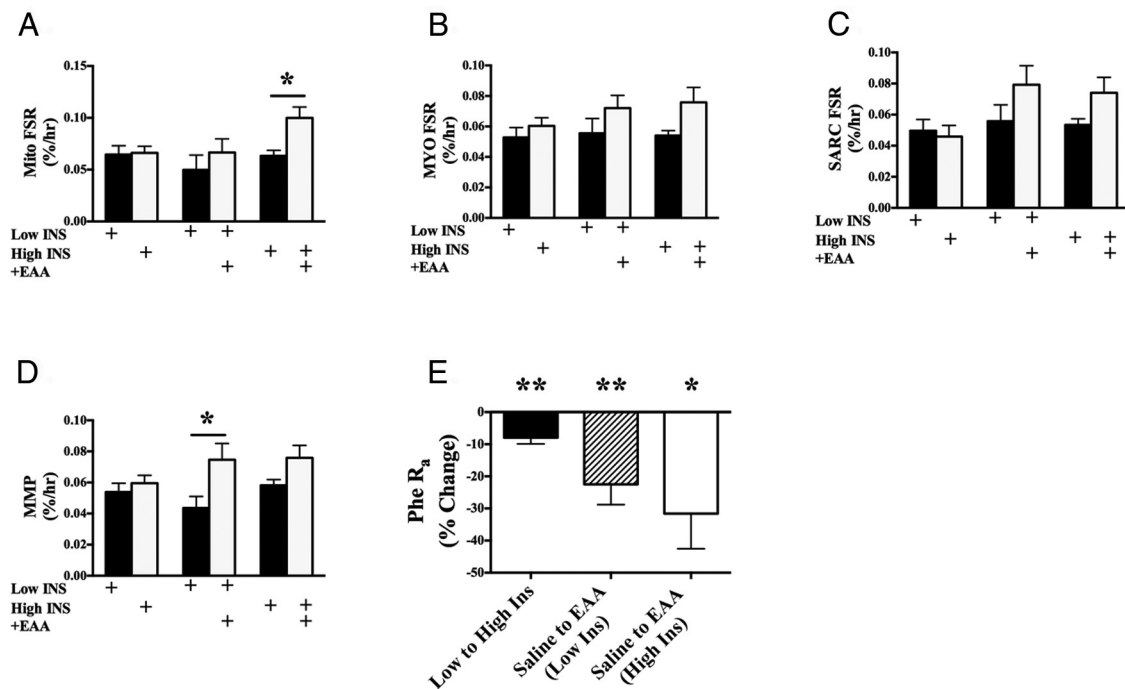 A
B
C
Mito FSR
(%/hr)
0.15
0.10
0.05
0.00
*
Low INS + + +
High INS + + +
+EAA + +
MYO FSR
(%/hr)
0.10
0.08
0.06
0.04
0.02
0.00
Low INS + + +
High INS + + +
+EAA + +
SARC FSR
(%/hr)
0.10
0.08
0.06
0.04
0.02
0.00
Low INS + + +
High INS + + +
+EAA + +
D
E
MMP
(%/hr)
0.10
0.08
0.06
0.04
0.02
0.00
*
Low INS + + +
High INS + + +
+EAA + +
** ** *
Phe Ra
(% Change)
0
-10
-20
-30
-40
-50
Low to High Ins
Saline to EAA
(Low Ins)
Saline to EAA
(High Ins)